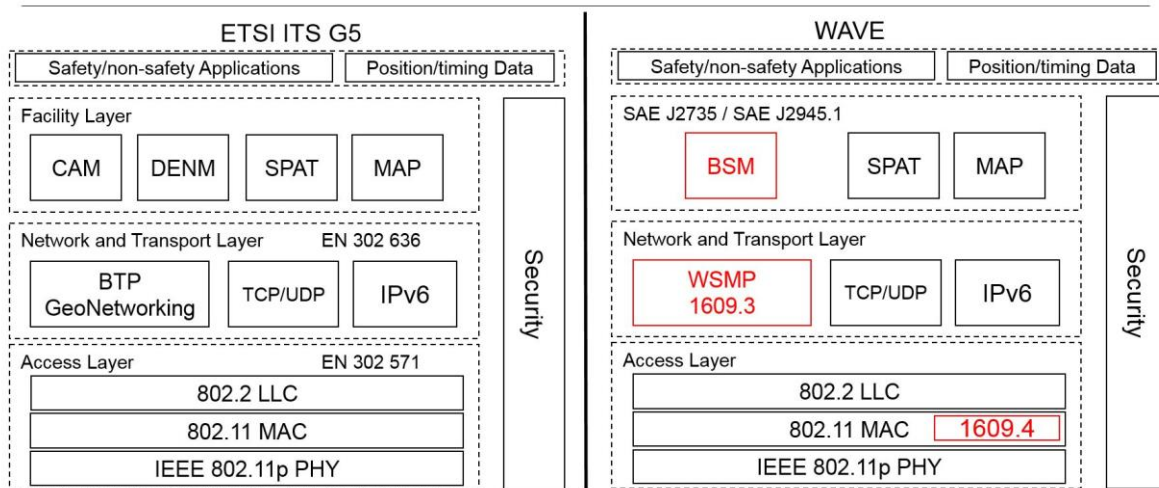 ETSI ITS G5
Safety/non-safety Applications
Position/timing Data
Facility Layer
CAM
DENM
SPAT
MAP
Network and Transport Layer
EN 302 636
BTP
GeoNetworking
TCP/UDP
IPv6
Access Layer
EN 302 571
802.2 LLC
802.11 MAC
IEEE 802.11p PHY
Security
WAVE
Safety/non-safety Applications
Position/timing Data
SAE J2735 / SAE J2945.1
BSM
SPAT
MAP
Network and Transport Layer
WSMP
1609.3
TCP/UDP
IPv6
Access Layer
802.2 LLC
802.11 MAC
1609.4
IEEE 802.11p PHY
Security